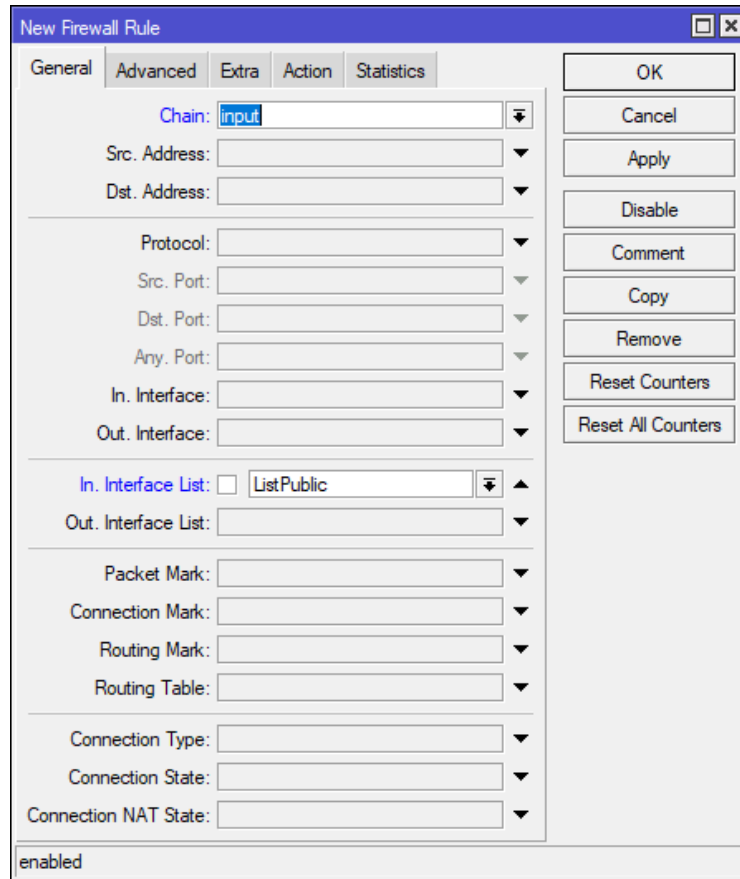 New Firewall Rule
General Advanced Extra Action Statistics
Chain: input
Src. Address:
Dst. Address:
Protocol:
Src. Port:
Dst. Port:
Any. Port:
In. Interface:
Out. Interface:
In. Interface List: ListPublic
Out. Interface List:
Packet Mark:
Connection Mark:
Routing Mark:
Routing Table:
Connection Type:
Connection State:
Connection NAT State:
OK
Cancel
Apply
Disable
Comment
Copy
Remove
Reset Counters
Reset All Counters
enabled